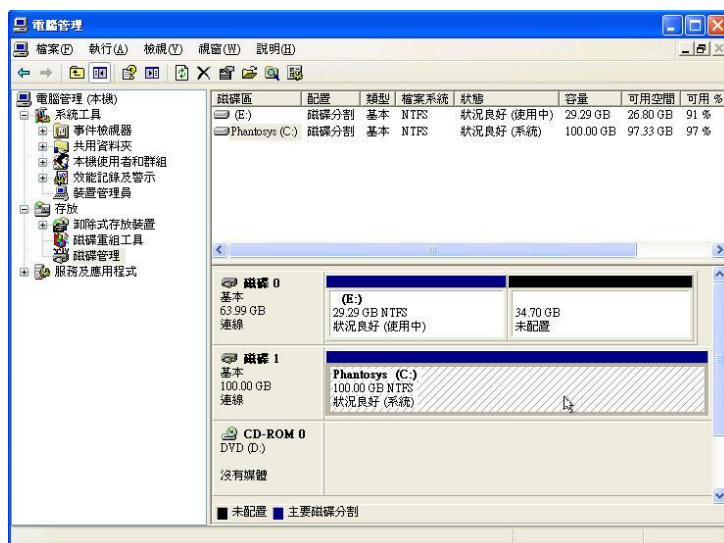 電腦管理
檔案(F) 執行(A) 檢視(V) 視窗(W) 說明(H)
電腦管理 (本機)
系統工具
事件檢視器
共用資料夾
本機使用者和群組
效能記錄及警示
裝置管理員
存放
卸除式存放裝置
磁碟重組工具
磁碟管理
服務及應用程式
磁碟區 配置 類型 檔案系統 狀態 容量 可用空間 可用 %
(E:) 磁碟分割 基本 NTFS 狀況良好 (使用中) 29.29 GB 26.80 GB 91 %
Phantosys (C:) 磁碟分割 基本 NTFS 狀況良好 (系統) 100.00 GB 97.33 GB 97 %
磁碟 0
基本
63.99 GB
連線
(E:)
29.29 GB NTFS
狀況良好 (使用中)
34.70 GB
未配置
磁碟 1
基本
100.00 GB
連線
Phantosys (C:)
100.00 GB NTFS
狀況良好 (系統)
CD-ROM 0
DVD (D:)
沒有媒體
未配置 主要磁碟分割